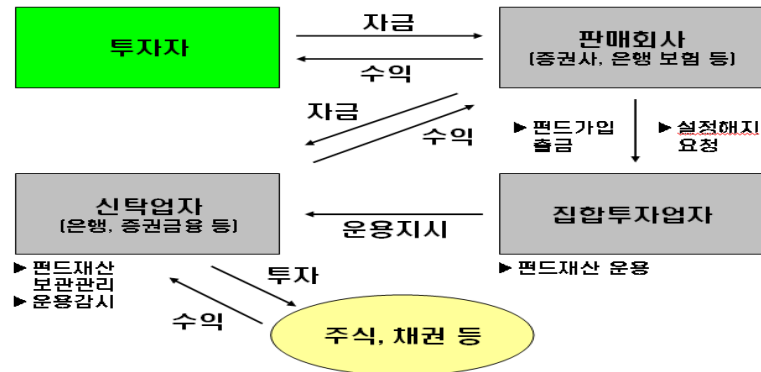 투자자
자금
수익
판매회사
(증권사, 은행 보험 등)
자금
수익
▶ 펀드가입
출금
▶ 설정해지
요청
신탁업자
(은행, 증권금융 등)
운용지시
집합투자업자
▶ 펀드재산
보관관리
▶ 운용감시
투자
수익
▶ 펀드재산 운용
주식, 채권 등